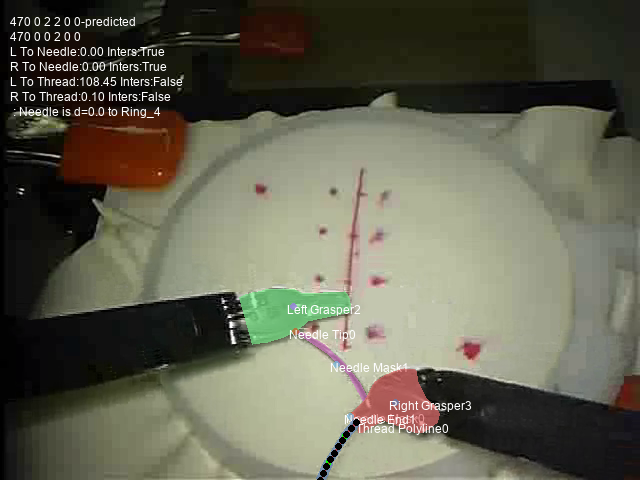 470 0 2 2 0 0-predicted
470 0 0 2 0 0
L To Needle:0.00 Inters:True
R To Needle:0.00 Inters:True
L To Thread:108.45 Inters:False
R To Thread:0.10 Inters:False
: Needle is d=0.0 to Ring_4
Left Grasper2
Needle Tip0
Needle Mask1
Right Grasper3
Needle End1
Thread Polyline0